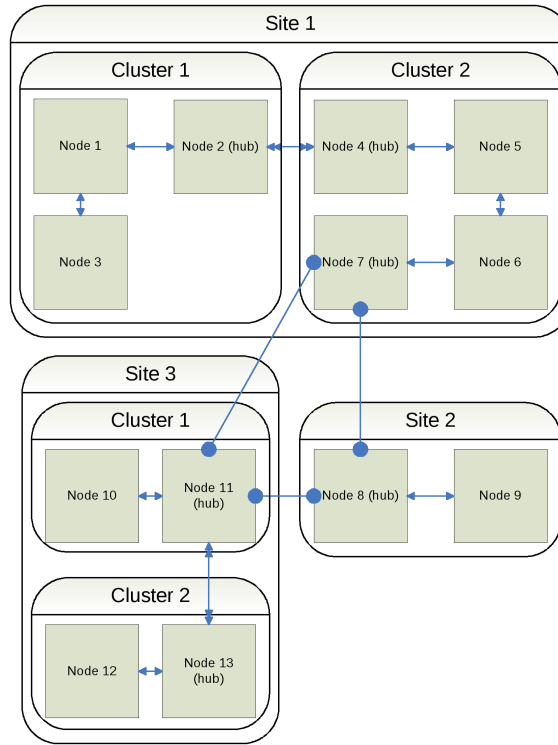 Site 1
Cluster 1
Cluster 2
Node 1
Node 2 (hub)
Node 4 (hub)
Node 5
Node 3
Node 7 (hub)
Node 6
Site 3
Cluster 1
Site 2
Node 10
Node 11
(hub)
Node 8 (hub)
Node 9
Cluster 2
Node 12
Node 13
(hub)